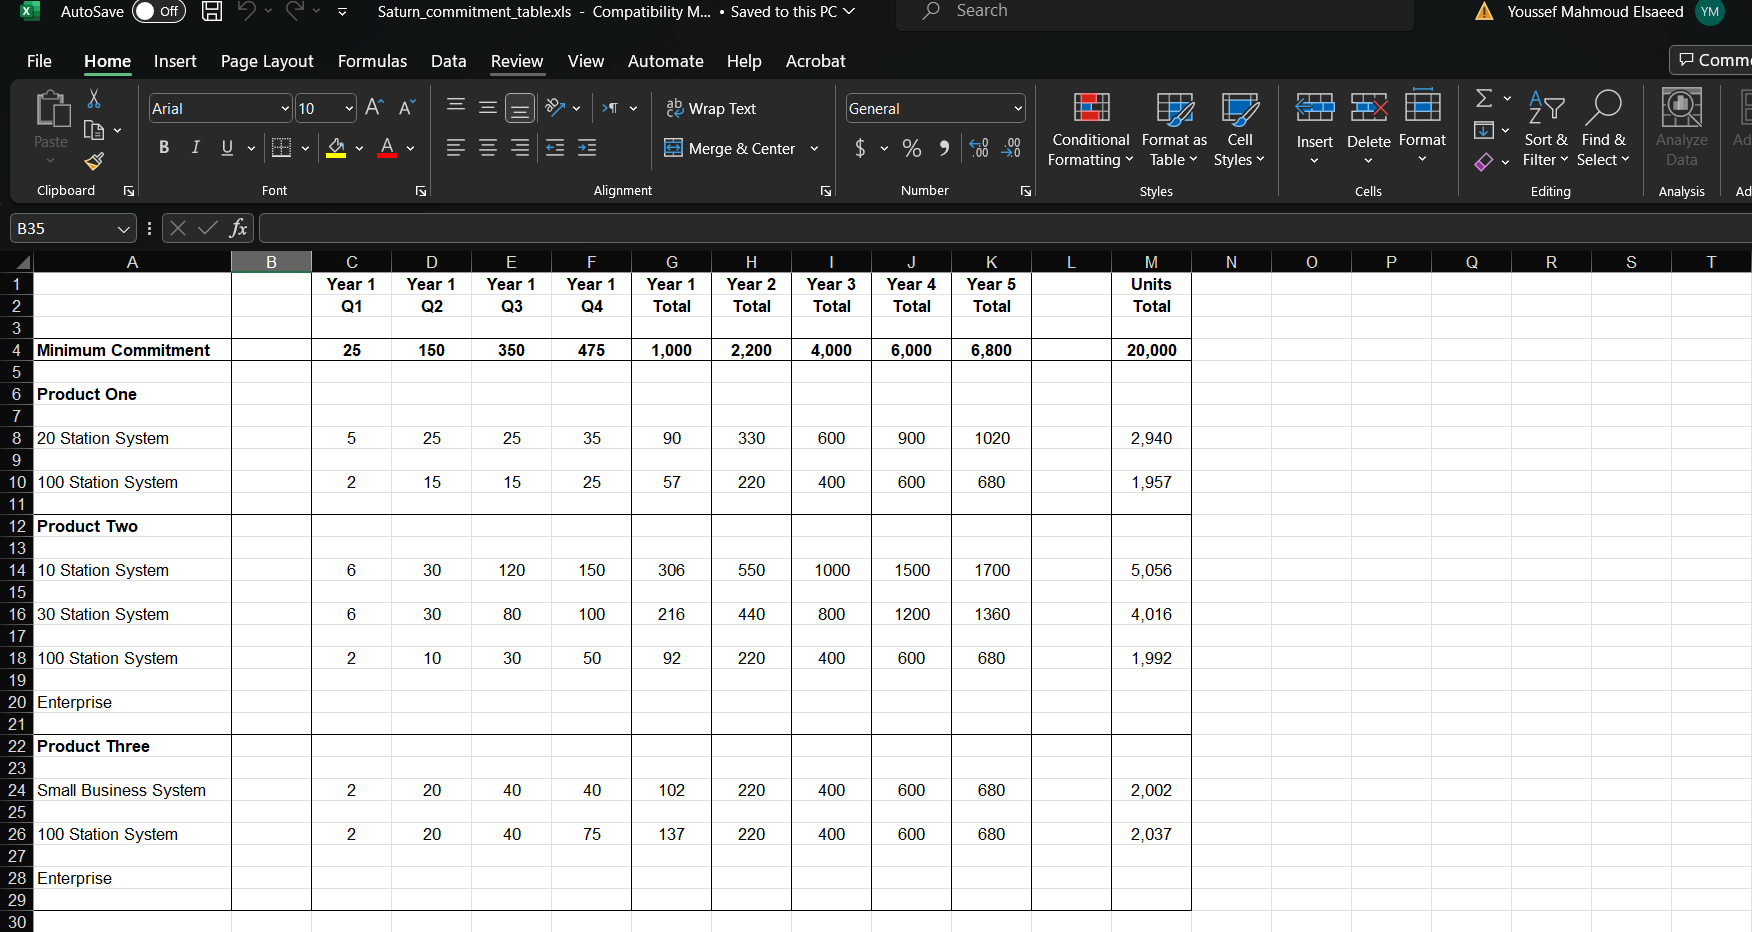 AutoSave Off Saturn_commitment_table.xls - Compatibility M... • Saved to this PC Search Youssef Mahmoud Elsaeed YM
File Home Insert Page Layout Formulas Data Review View Automate Help Acrobat Comme
Paste
Clipboard
Arial 10
B I U A
Font
Wrap Text
Merge & Center
Alignment
General
$ %
Number
Conditional Formatting
Format as Table
Cell Styles
Styles
Insert Delete Format
Cells
Sort & Filter
Find & Select
Editing
Analyze Data
Analysis
Ad
Ad
B35 fx
A B C D E F G H I J K L M N O P Q R S T
1 Year 1 Year 1 Year 1 Year 1 Year 1 Year 2 Year 3 Year 4 Year 5 Units
2 Q1 Q2 Q3 Q4 Total Total Total Total Total Total
3
4 Minimum Commitment 25 150 350 475 1,000 2,200 4,000 6,000 6,800 20,000
5
6 Product One
7
8 20 Station System 5 25 25 35 90 330 600 900 1020 2,940
9
10 100 Station System 2 15 15 25 57 220 400 600 680 1,957
11
12 Product Two
13
14 10 Station System 6 30 120 150 306 550 1000 1500 1700 5,056
15
16 30 Station System 6 30 80 100 216 440 800 1200 1360 4,016
17
18 100 Station System 2 10 30 50 92 220 400 600 680 1,992
19
20 Enterprise
21
22 Product Three
23
24 Small Business System 2 20 40 40 102 220 400 600 680 2,002
25
26 100 Station System 2 20 40 75 137 220 400 600 680 2,037
27
28 Enterprise
29
30